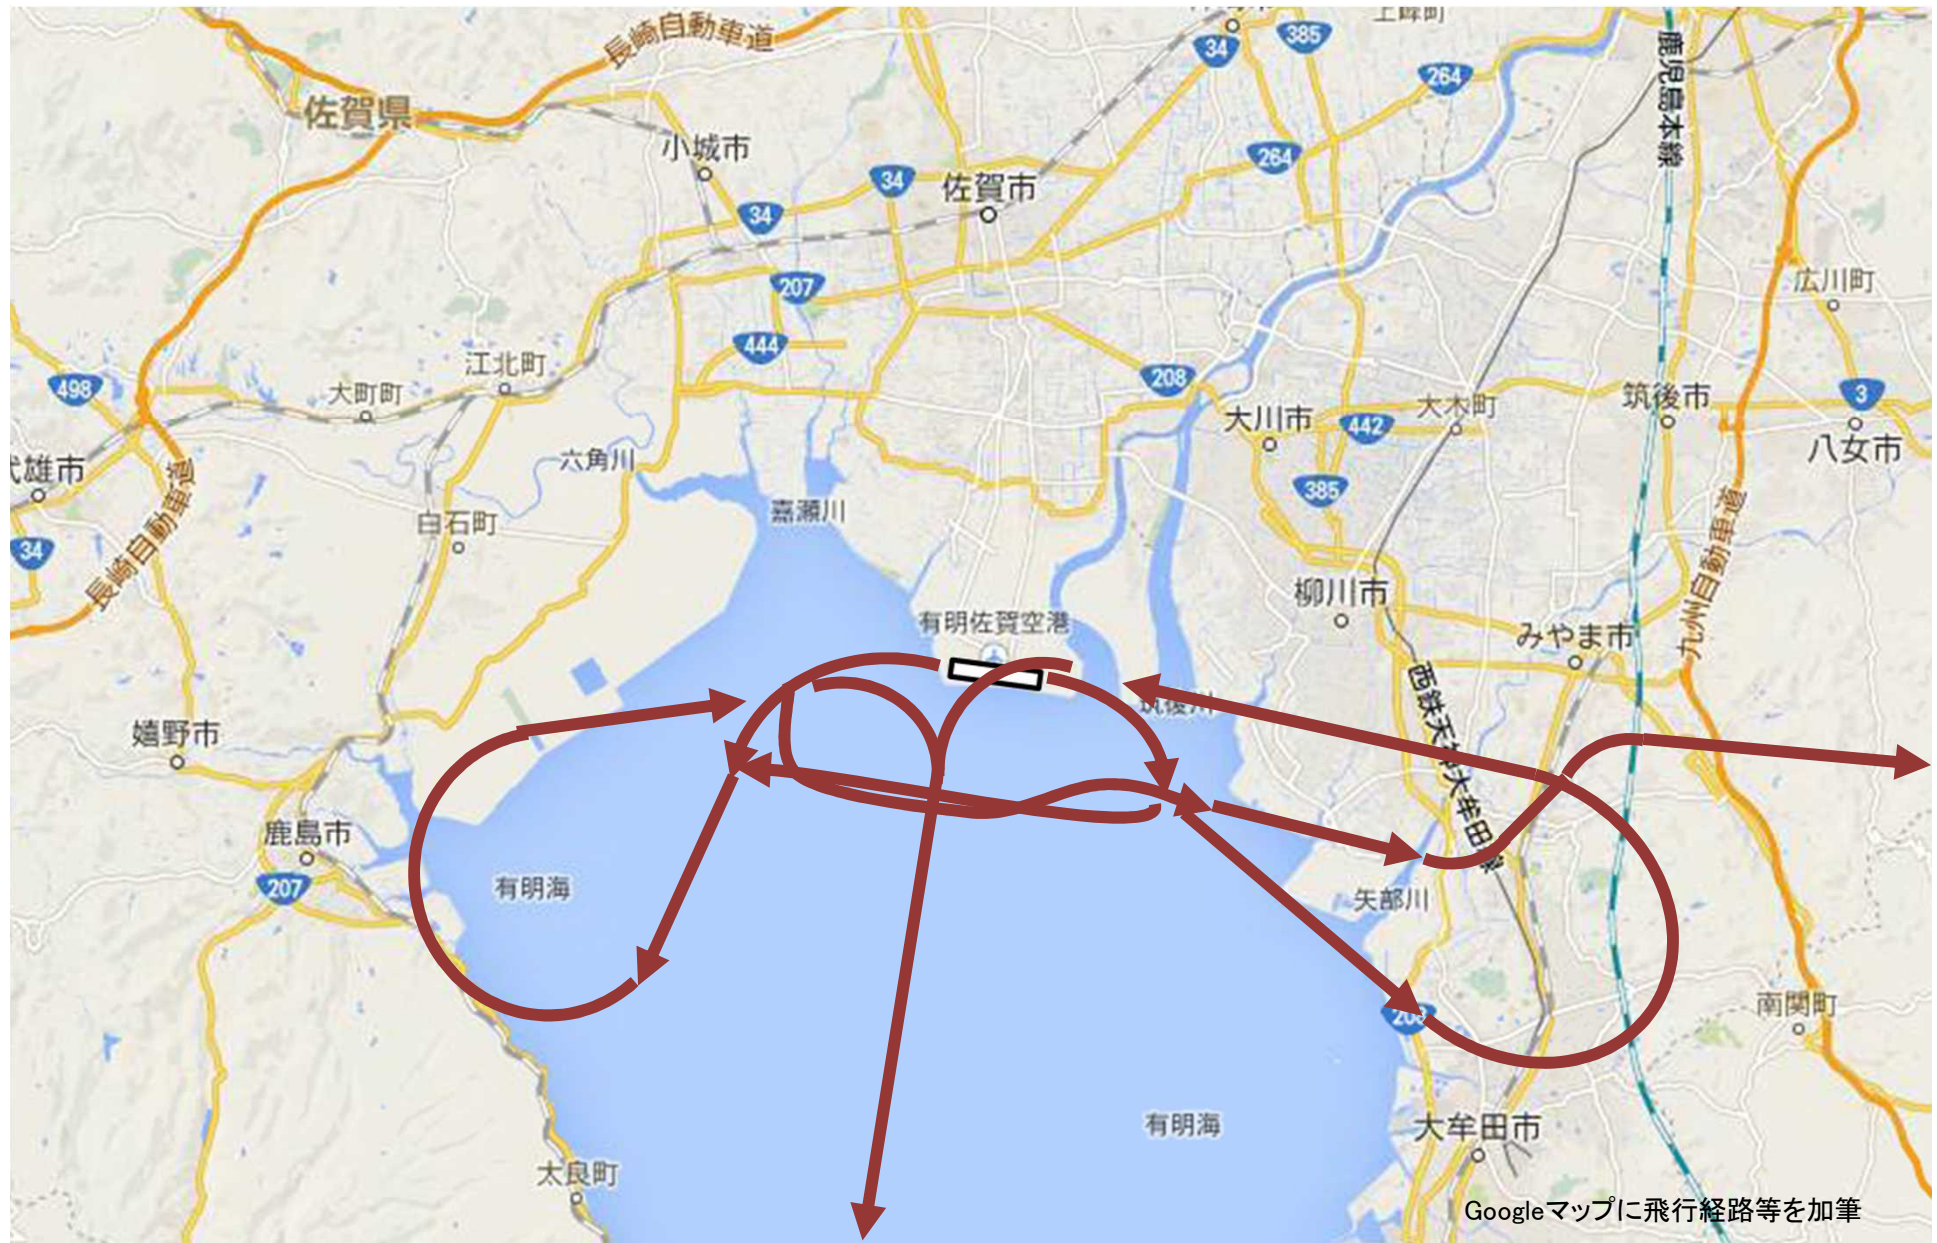 長崎自動車道
34
385
上峰町
264
鹿児島本線
佐賀県
小城市
264
34
佐賀市
34
207
広川町
444
江北町
208
498
大町町
3
筑後市
大木町
大川市
442
八女市
六角川
武雄市
385
長崎自動車道
嘉瀬川
白石町
九州自動車道
34
柳川市
有明佐賀空港
みやま市
筑後川
西鉄天神大牟田線
嬉野市
鹿島市
207
有明海
矢部川
208
南関町
有明海
大牟田市
太良町
Googleマップに飛行経路等を加筆